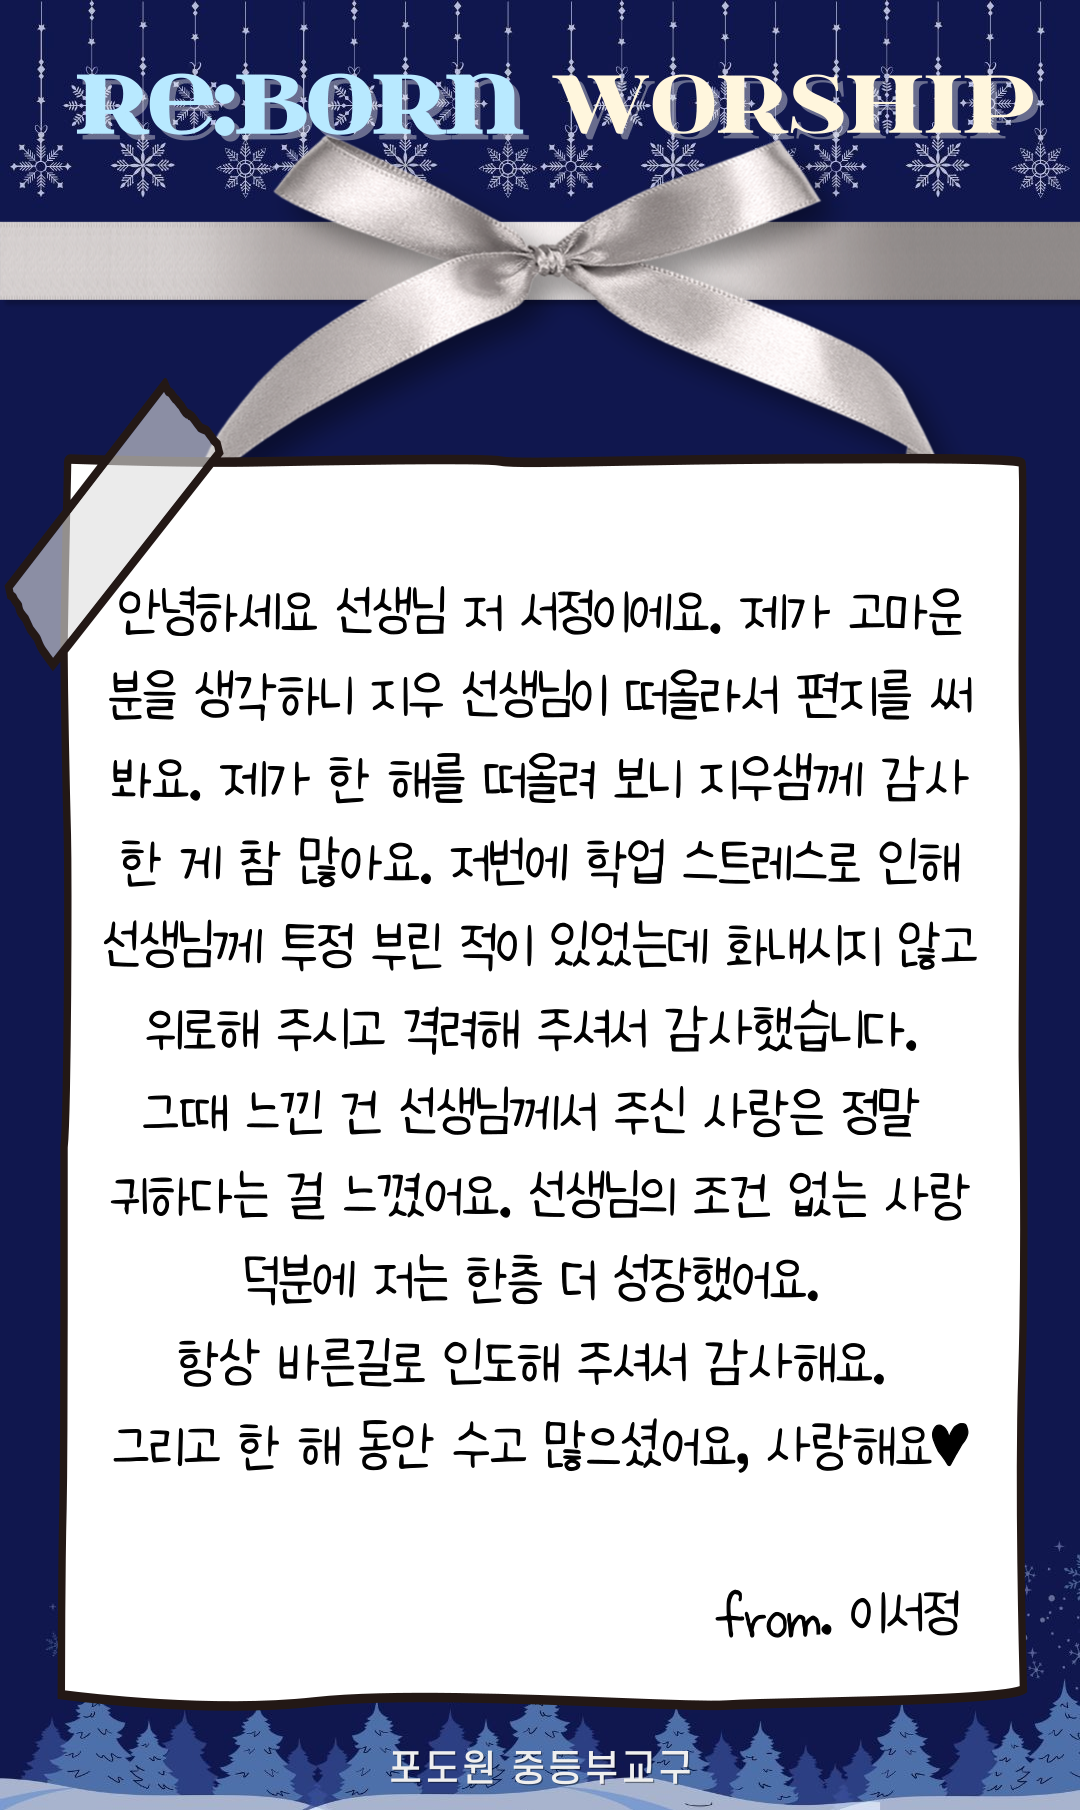 Re:BORN WORSHIP
안녕하세요 선생님 저 서정이에요. 제가 고마운
분을 생각하니 지우 선생님이 떠올라서 편지를 써
봐요. 제가 한 해를 떠올려 보니 지우쌤께 감사
한 게 참 많아요. 저번에 학업 스트레스로 인해
선생님께 투정 부린 적이 있었는데 화내시지 않고
위로해 주시고 격려해 주셔서 감사했습니다.
그때 느낀 건 선생님께서 주신 사랑은 정말
귀하다는 걸 느꼈어요. 선생님의 조건 없는 사랑
덕분에 저는 한층 더 성장했어요.
항상 바른길로 인도해 주셔서 감사해요.
그리고 한 해 동안 수고 많으셨어요, 사랑해요♥
from. 이서정
포도원 중등부교구